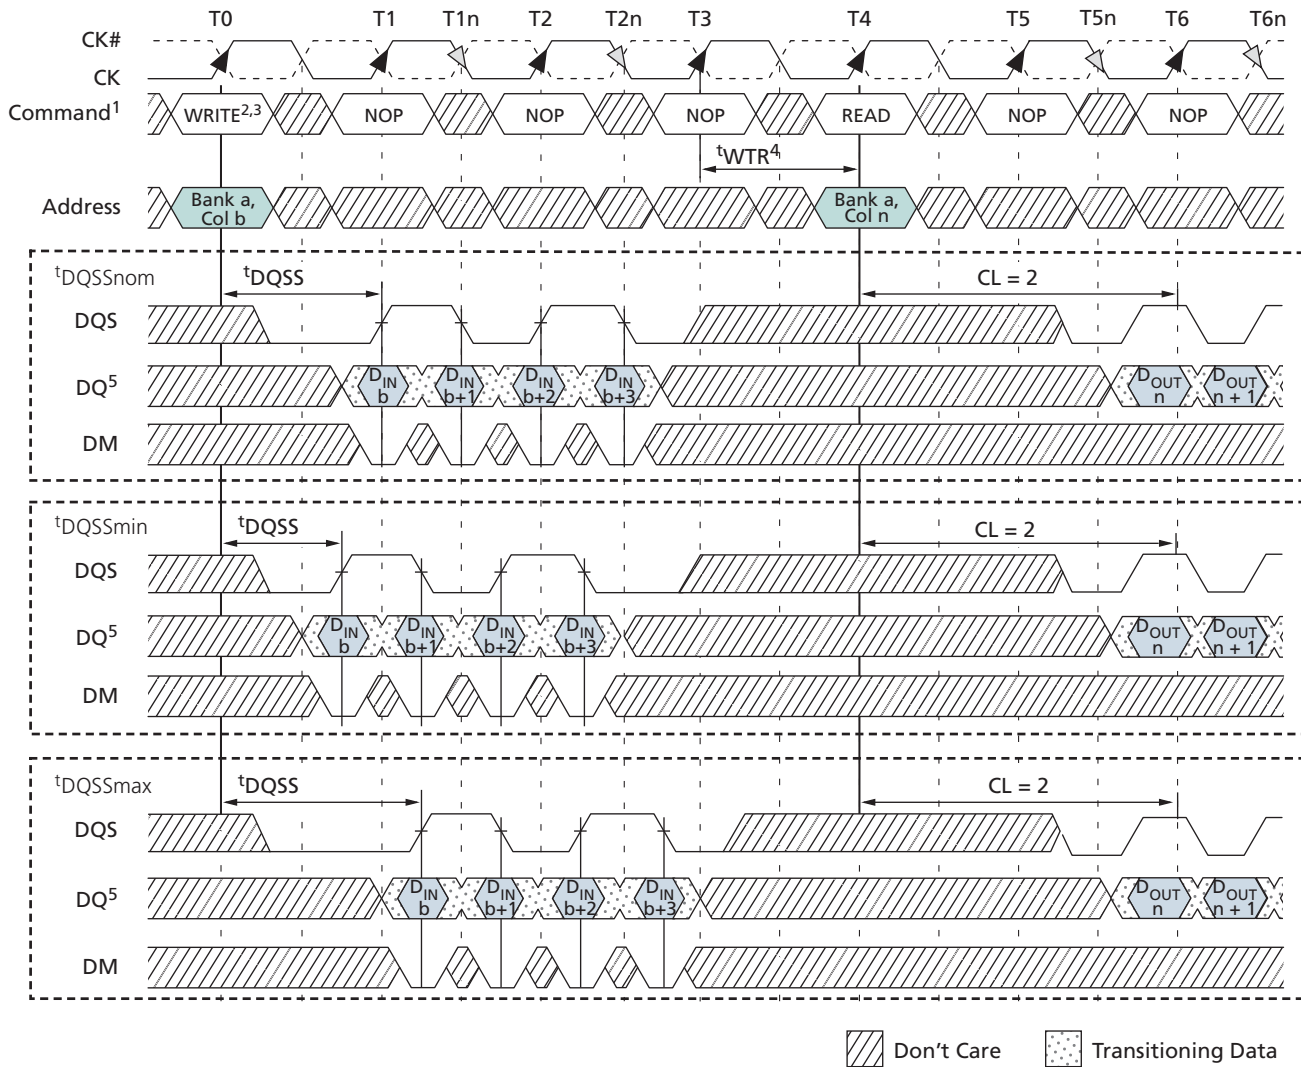 T0 T1 T1n T2 T2n T3 T4 T5 T5n T6 T6n
CK#
CK
Command1 WRITE2,3 NOP NOP NOP READ NOP NOP
tWTR4
Address Bank a, Col b Bank a, Col n
tDQSSnom tDQSS CL = 2
DQS
DQ5 DIN b DIN b+1 DIN b+2 DIN b+3 DOUT n DOUT n + 1
DM
tDQSSmin tDQSS CL = 2
DQS
DQ5 DIN b DIN b+1 DIN b+2 DIN b+3 DOUT n DOUT n + 1
DM
tDQSSmax tDQSS CL = 2
DQS
DQ5 DIN b DIN b+1 DIN b+2 DIN b+3 DOUT n DOUT n + 1
DM
Don't Care Transitioning Data